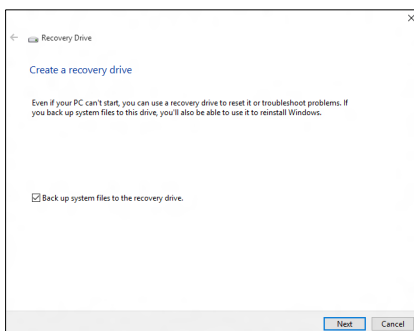 Recovery Drive
Create a recovery drive
Even if your PC can't start, you can use a recovery drive to reset it or troubleshoot problems. If
you back up system files to this drive, you'll also be able to use it to reinstall Windows.
Back up system files to the recovery drive.
Next Cancel